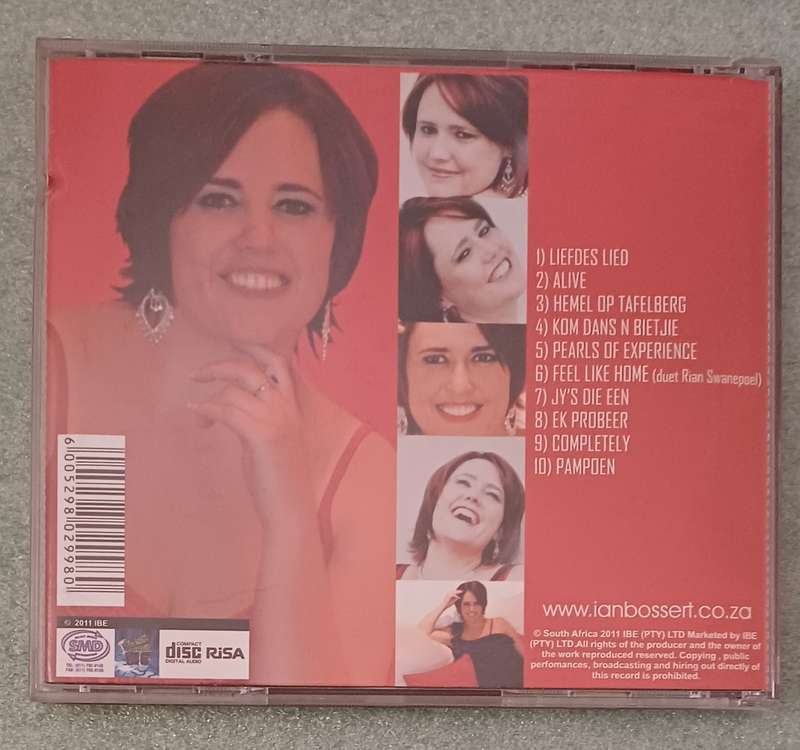 1) LIEFDES LIED
2) ALIVE
3) HEMEL OP TAFELBERG
4) KOM DANS N BIETJIE
5) PEARLS OF EXPERIENCE
6) FEEL LIKE HOME (duet Rian Swanepoel)
7) JY'S DIE EEN
8) EK PROBEER
9) COMPLETELY
10) PAMPOEN
www.ianbossert.co.za
© South Africa 2011 IBE (PTY) LTD Marketed by IBE
(PTY) LTD.All rights of the producer and the owner of
the work reproduced reserved. Copying , public
perfomances, broadcasting and hiring out directly of
this record is prohibited.
6005298029980
© 2011 IBE
SMD
COMPACT
disc
DIGITAL AUDIO
RiSA